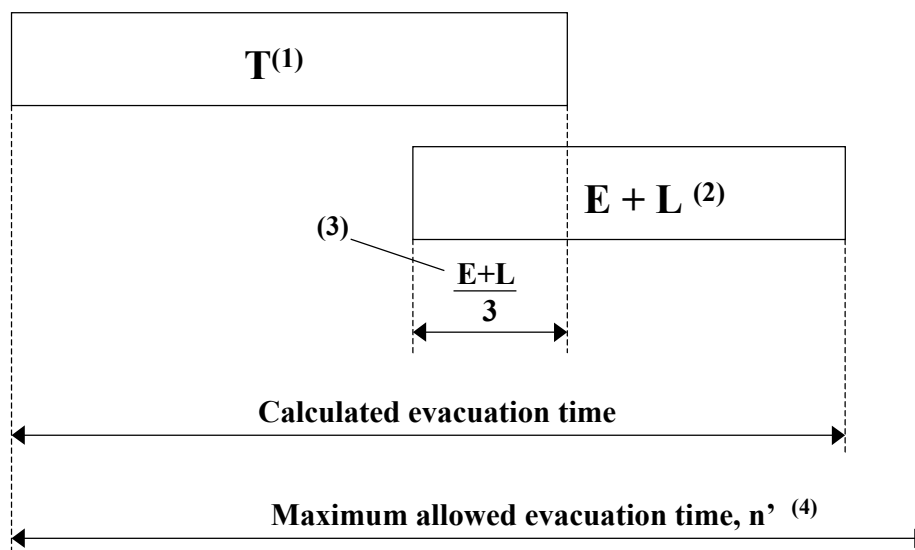 T(1)
E + L (2)
(3)
E+L
3
Calculated evacuation time
Maximum allowed evacuation time, n’ (4)